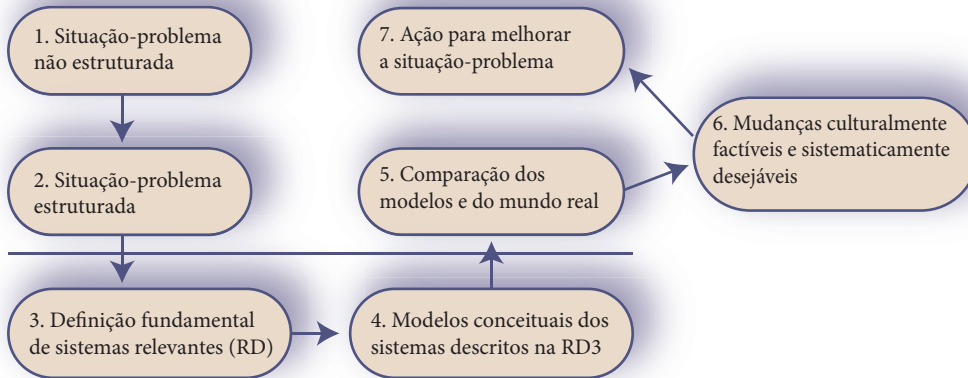 1. Situação-problema
não estruturada
2. Situação-problema
estruturada
3. Definição fundamental
de sistemas relevantes (RD)
4. Modelos conceituais dos
sistemas descritos na RD3
5. Comparação dos
modelos e do mundo real
6. Mudanças culturalmente
factíveis e sistematicamente
desejáveis
7. Ação para melhorar
a situação-problema